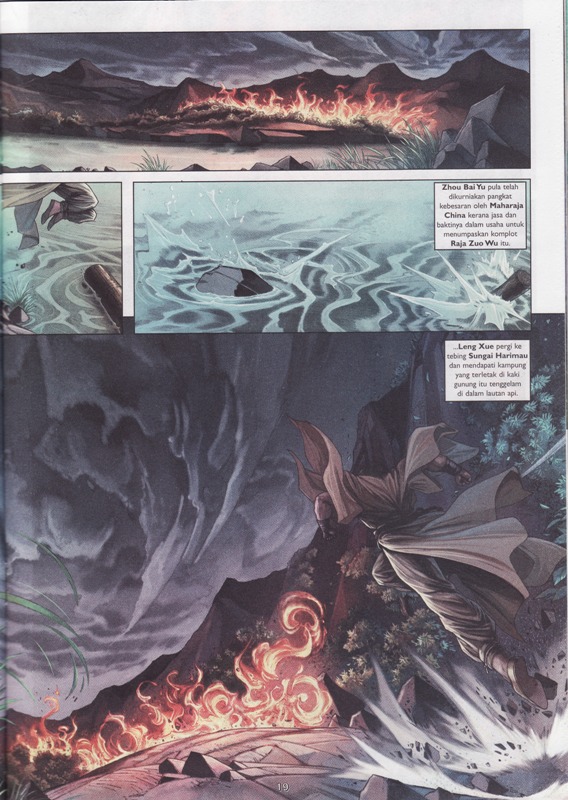 Zhou Bai Yu pula telah
dikurniakan pangkat
kebesaran oleh Maharaja
China kerana jasa dan
baktinya dalam usaha untuk
menumpaskan komplot
Raja Zuo Wu itu.
...Leng Xue pergi ke
tebing Sungai Harimau
dan mendapati kampung
yang terletak di kaki
gunung itu tenggelam
di dalam lautan api.
19